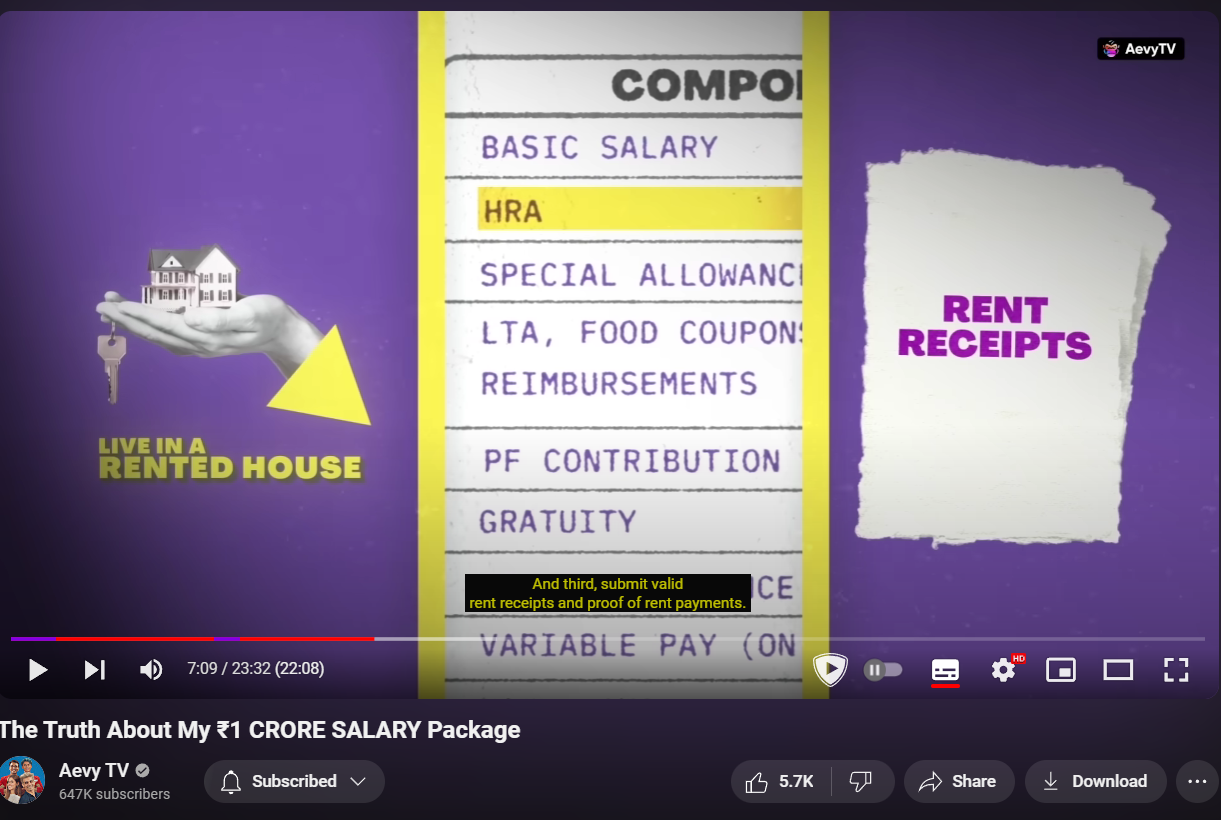 AevyTV
COMPO
BASIC SALARY
HRA
SPECIAL ALLOWANC
LTA, FOOD COUPONS
REIMBURSEMENTS
PF CONTRIBUTION
GRATUITY
CE
VARIABLE PAY (ON
LIVE IN A
RENTED HOUSE
RENT
RECEIPTS
And third, submit valid
rent receipts and proof of rent payments.
7:09 / 23:32 (22:08)
HD
The Truth About My ₹1 CRORE SALARY Package
Aevy TV
647K subscribers
Subscribed
5.7K
Share
Download